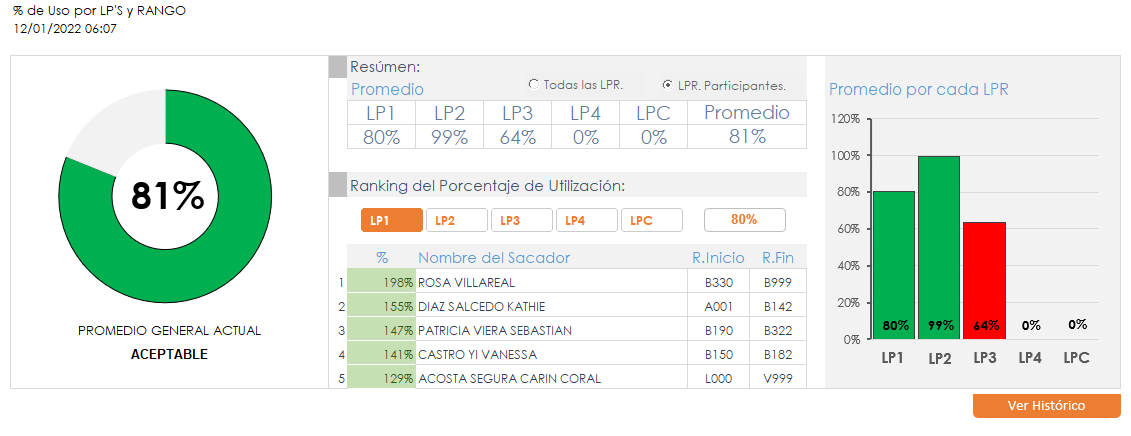 % de Uso por LP'S y RANGO
12/01/2022 06:07
81%
PROMEDIO GENERAL ACTUAL
ACEPTABLE
Resúmen:
Promedio
Todas las LPR.
LPR. Participantes.
LP1 LP2 LP3 LP4 LPC Promedio
80% 99% 64% 0% 0% 81%
Ranking del Porcentaje de Utilización:
LP1 LP2 LP3 LP4 LPC 80%
% Nombre del Sacador R.Inicio R.Fin
1 198% ROSA VILLAREAL B330 B999
2 155% DIAZ SALCEDO KATHIE A001 B142
3 147% PATRICIA VIERA SEBASTIAN B190 B322
4 141% CASTRO YI VANESSA B150 B182
5 129% ACOSTA SEGURA CARIN CORAL L000 V999
Promedio por cada LPR
120%
100%
80%
60%
40%
20%
0%
80% 99% 64% 0% 0%
LP1 LP2 LP3 LP4 LPC
Ver Histórico